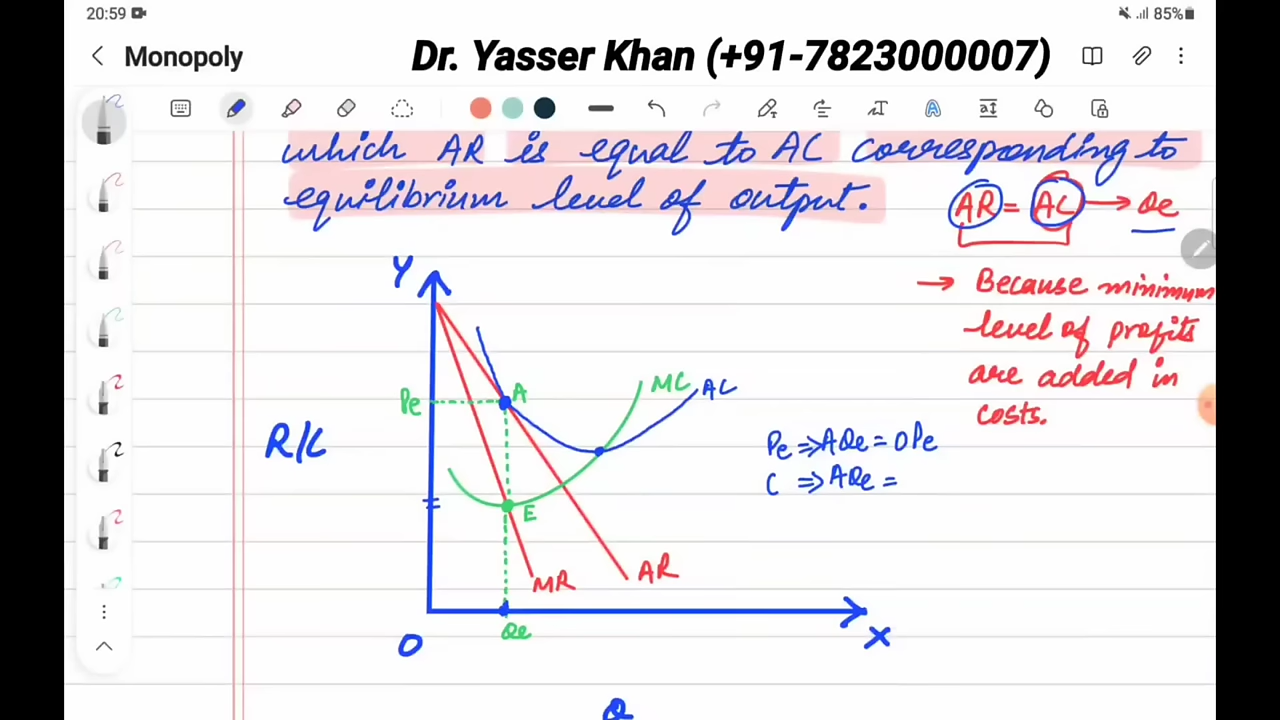 20:59
85%
Monopoly
Dr. Yasser Khan (+91-7823000007)
which AR is equal to AC corresponding to
equilibrium level of output.
AR = AC → Qe
→ Because minimum
level of profits
are added in
costs.
Y
R/C
Pe
A
MC
AC
Pe ⇒ AQe = OPe
C ⇒ AQe =
E
MR
AR
O
Qe
X
Q